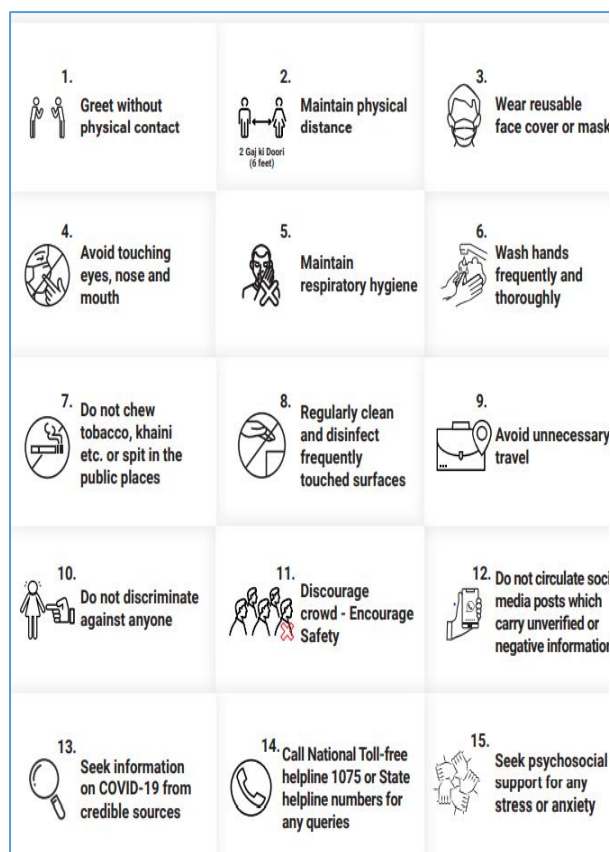 1.
Greet without
physical contact
2.
Maintain physical
distance
2 Gaj ki Doori
(6 feet)
3.
Wear reusable
face cover or mask
4.
Avoid touching
eyes, nose and
mouth
5.
Maintain
respiratory hygiene
6.
Wash hands
frequently and
thoroughly
7.
Do not chew
tobacco, khaini
etc. or spit in the
public places
8.
Regularly clean
and disinfect
frequently
touched surfaces
9.
Avoid unnecessary
travel
10.
Do not discriminate
against anyone
11.
Discourage
crowd - Encourage
Safety
12.
Do not circulate soci
media posts which
carry unverified or
negative information
13.
Seek information
on COVID-19 from
credible sources
14.
Call National Toll-free
helpline 1075 or State
helpline numbers for
any queries
15.
Seek psychosocial
support for any
stress or anxiety